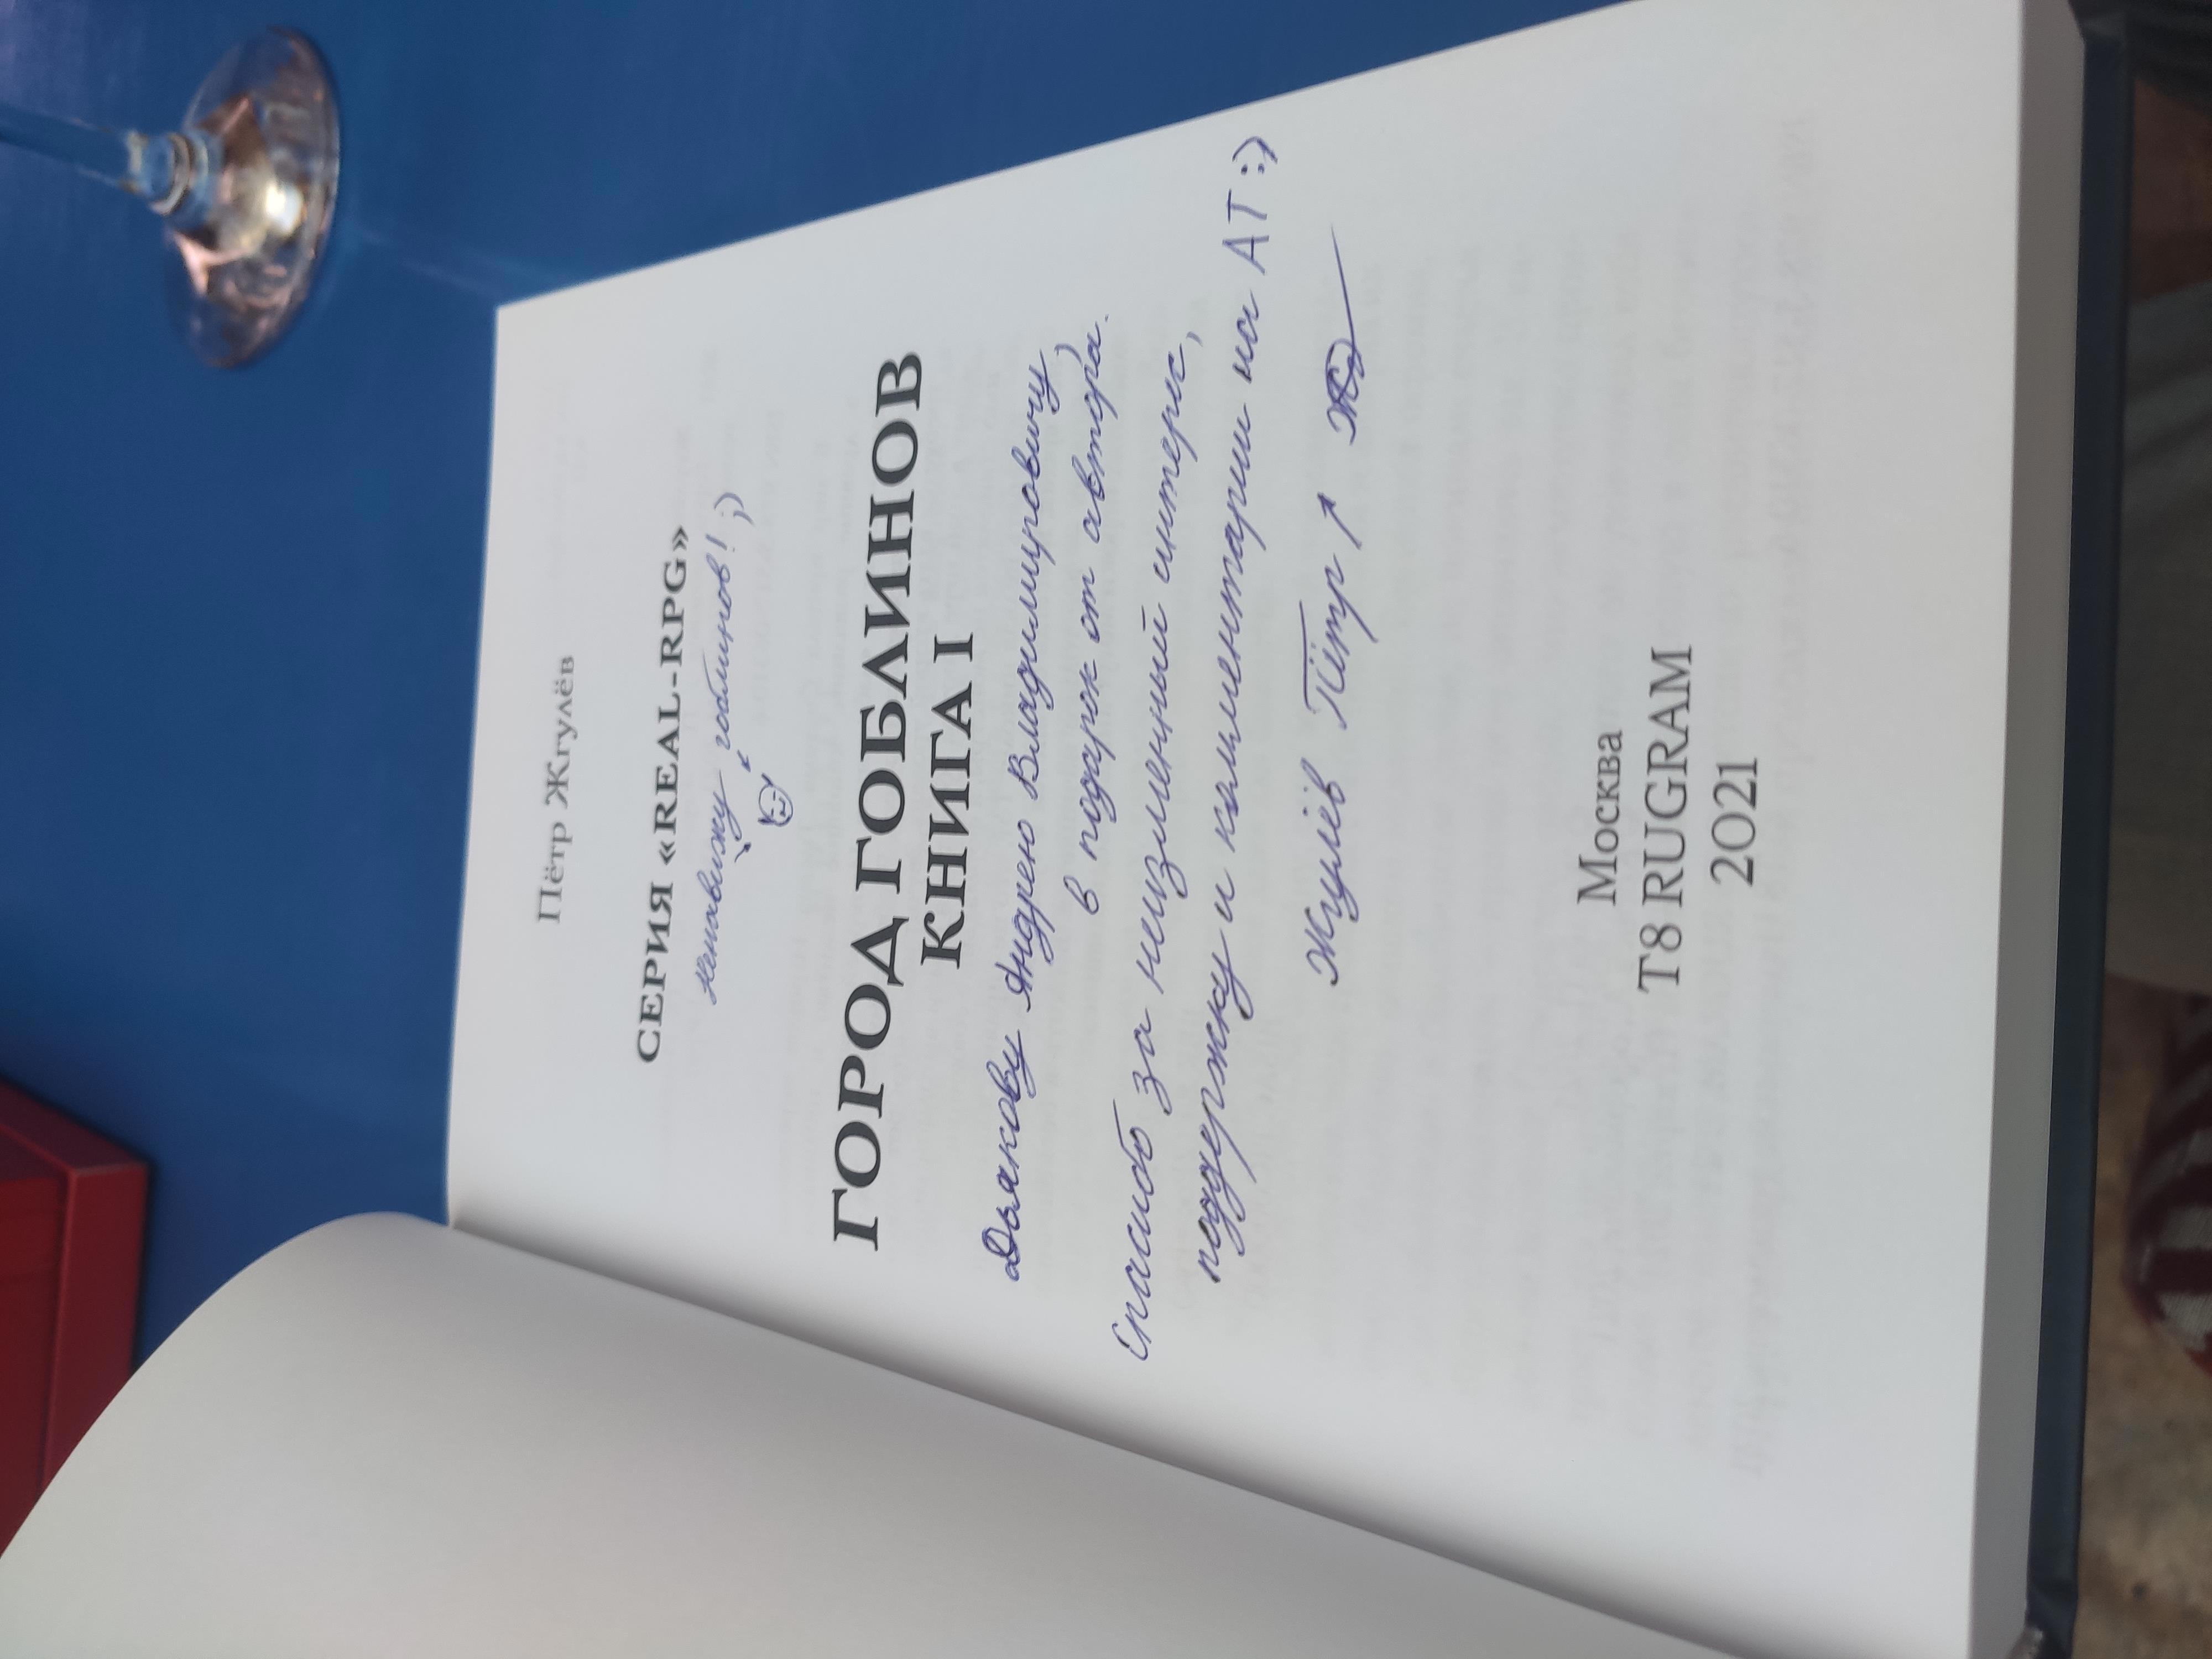 Пётр Жгулёв
СЕРИЯ «REAL-RPG»
ненавижу гоблинов! ;)
ГОРОД ГОБЛИНОВ
КНИГА I
Дьякову Андрею Владимировичу,
в подарок от автора.
Спасибо за неизменный интерес,
поддержку и комментарии на АТ :)
Жгулёв Пётр
Москва
T8 RUGRAM
2021